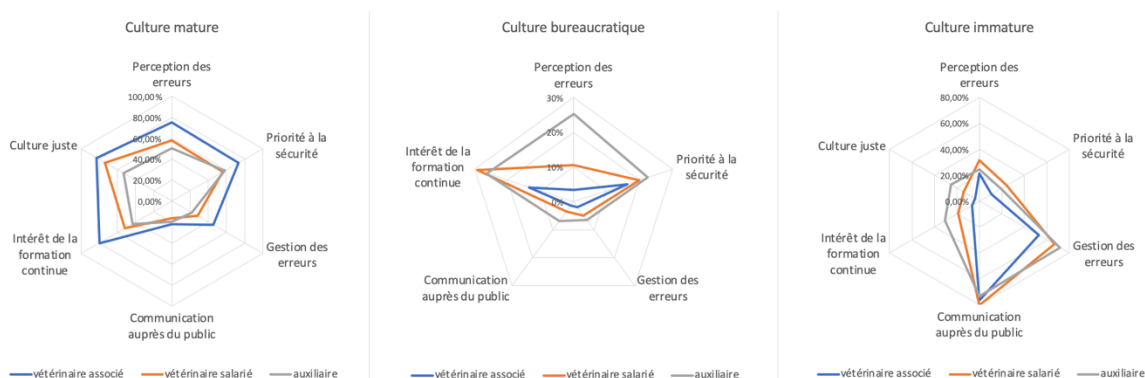 Culture mature
Perception des
erreurs
100,00%
80,00%
60,00%
40,00%
20,00%
0,00%
Priorité à la
sécurité
Gestion des
erreurs
Communication
auprès du public
Intérêt de la
formation
continue
Culture juste
vétérinaire associé
vétérinaire salarié
auxiliaire
Culture bureaucratique
Perception des
erreurs
30%
20%
10%
0%
Priorité à la
sécurité
Gestion des
erreurs
Communication
auprès du public
Intérêt de la
formation
continue
vétérinaire associé
vétérinaire salarié
auxiliaire
Culture immature
Perception des
erreurs
80,00%
60,00%
40,00%
20,00%
0,00%
Priorité à la
sécurité
Gestion des
erreurs
Communication
auprès du public
Intérêt de la
formation
continue
Culture juste
vétérinaire associé
vétérinaire salarié
auxiliaire